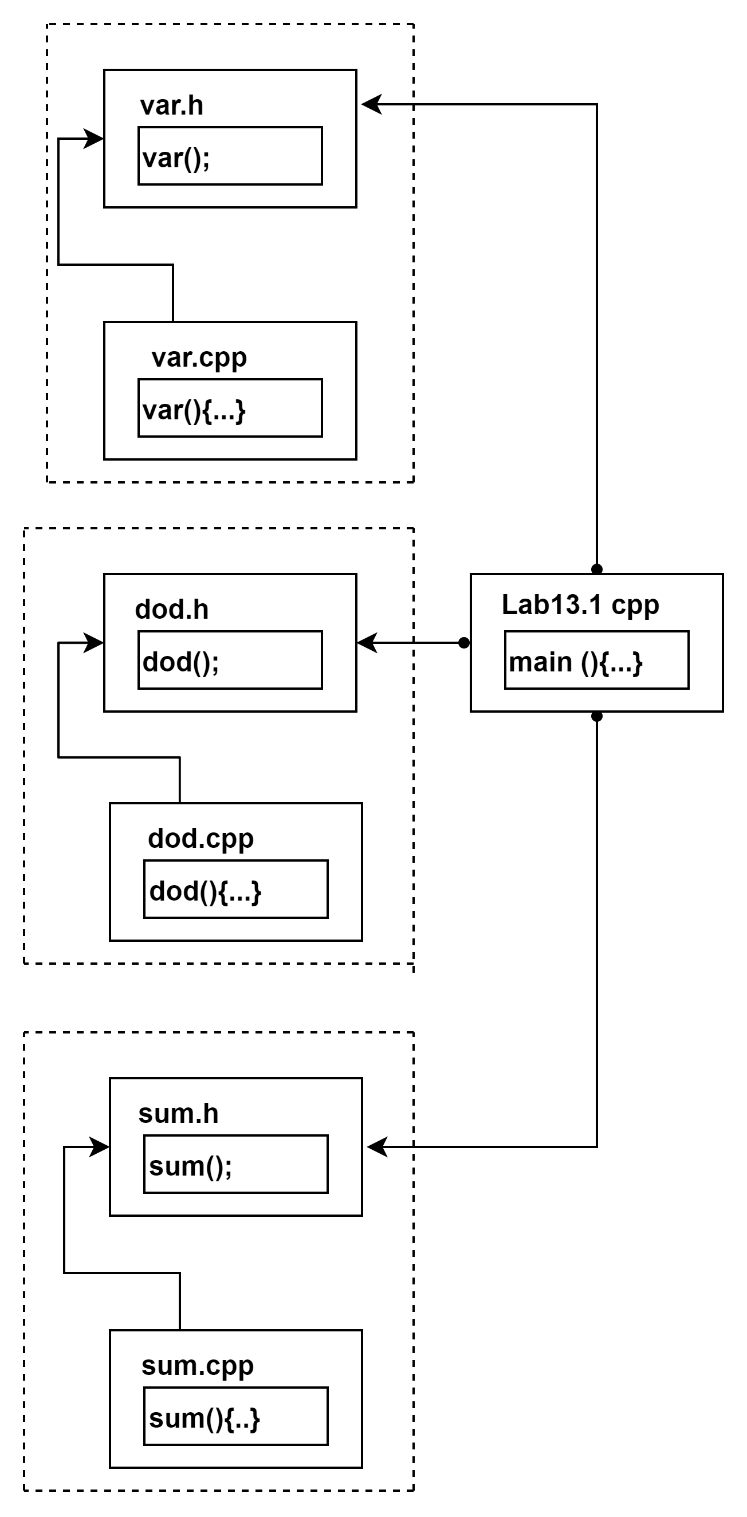 var.h
var();
var.cpp
var(){...}
dod.h
dod();
Lab13.1 cpp
main (){...}
dod.cpp
dod(){...}
sum.h
sum();
sum.cpp
sum(){..}